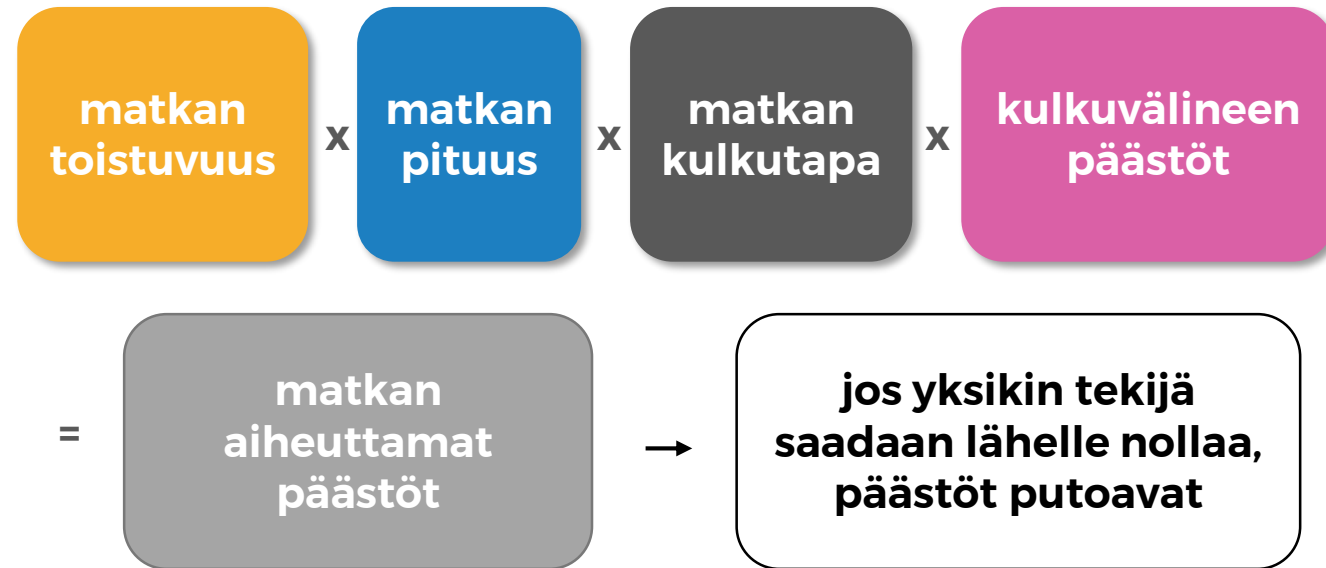 matkan
toistuvuus
x
matkan
pituus
x
matkan
kulkutapa
x
kulkuvälineen
päästöt
=
matkan
aiheuttamat
päästöt
→
jos yksikin tekijä
saadaan lähelle nollaa,
päästöt putoavat